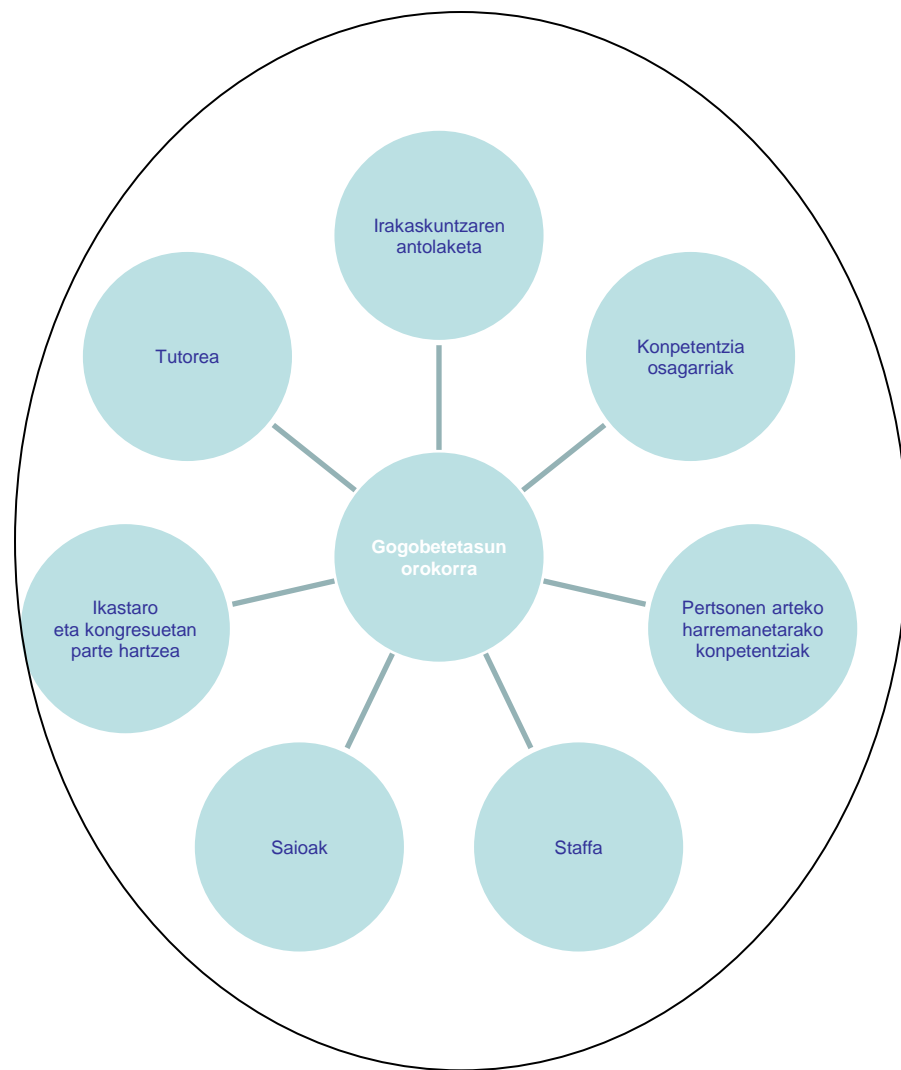 Irakaskuntzaren
antolaketa
Tutorea
Konpetentzia
osagarriak
Gogobetetasun
orokorra
Ikastaro
eta kongresuetan
parte hartzea
Pertsonen arteko
harremanetarako
konpetentziak
Saioak
Staffa